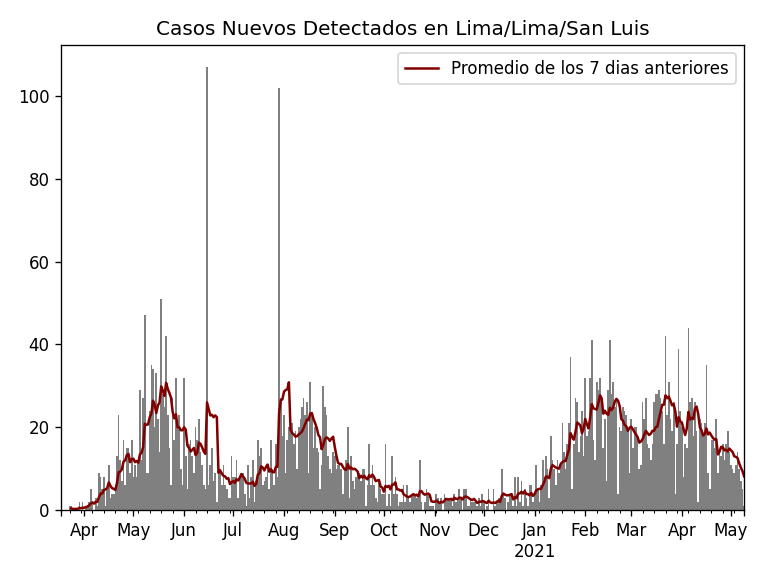 Casos Nuevos Detectados en Lima/Lima/San Luis
Promedio de los 7 dias anteriores
100
80
60
40
20
0
Apr May Jun Jul Aug Sep Oct Nov Dec Jan Feb Mar Apr May
2021